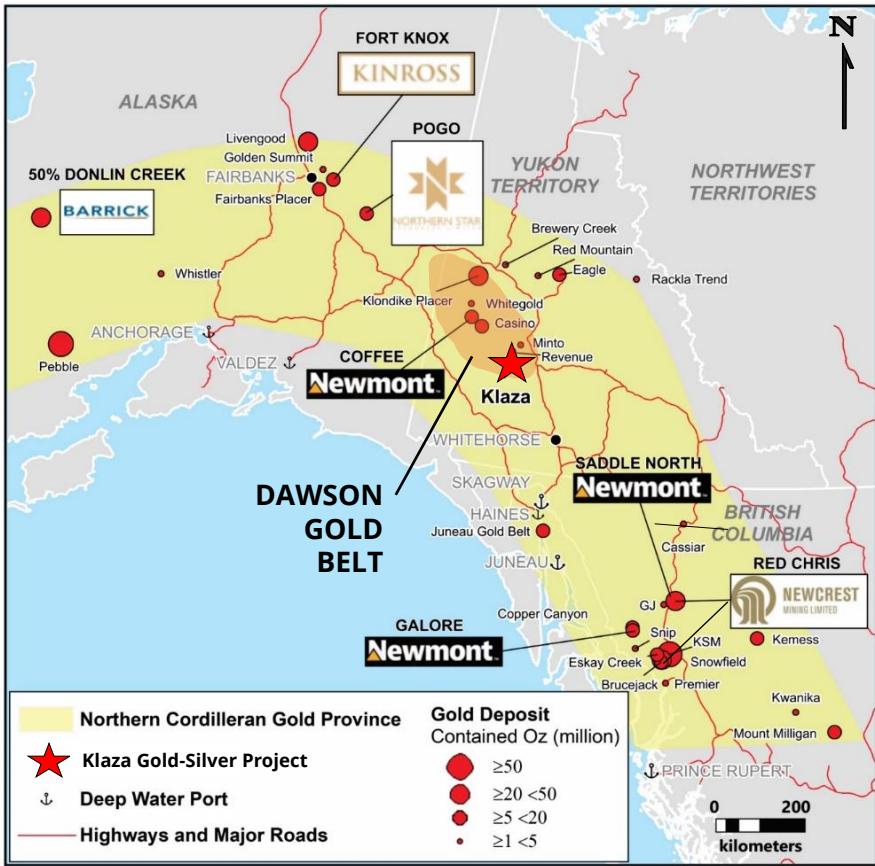 N
FORT KNOX
KINROSS
ALASKA
POGO
Livengood
Golden Summit
FAIRBANKS
Fairbanks Placer
50% DONLIN CREEK
BARRICK
NORTHERN STAR
YUKON
TERRITORY
NORTHWEST
TERRITORIES
Brewery Creek
Red Mountain
Eagle
Rackla Trend
Whistler
Klondike Placer
Whitegold
Casino
ANCHORAGE
Minto
Revenue
Pebble
VALDEZ
COFFEE
Newmont
Klaza
WHITEHORSE
SADDLE NORTH
Newmont
SKAGWAY
DAWSON
GOLD
BELT
HAINES
Juneau Gold Belt
BRITISH
COLUMBIA
Cassiar
JUNEAU
RED CHRIS
NEWCREST
MINING LIMITED
GJ
Copper Canyon
GALORE
Newmont
Snip
KSM
Kemess
Eskay Creek
Snowfield
Brucejack
Premier
Kwanika
Mount Milligan
PRINCE RUPERT
Northern Cordilleran Gold Province
Klaza Gold-Silver Project
Deep Water Port
Highways and Major Roads
Gold Deposit
Contained Oz (million)
≥50
≥20 <50
≥5 <20
≥1 <5
0 200
kilometers